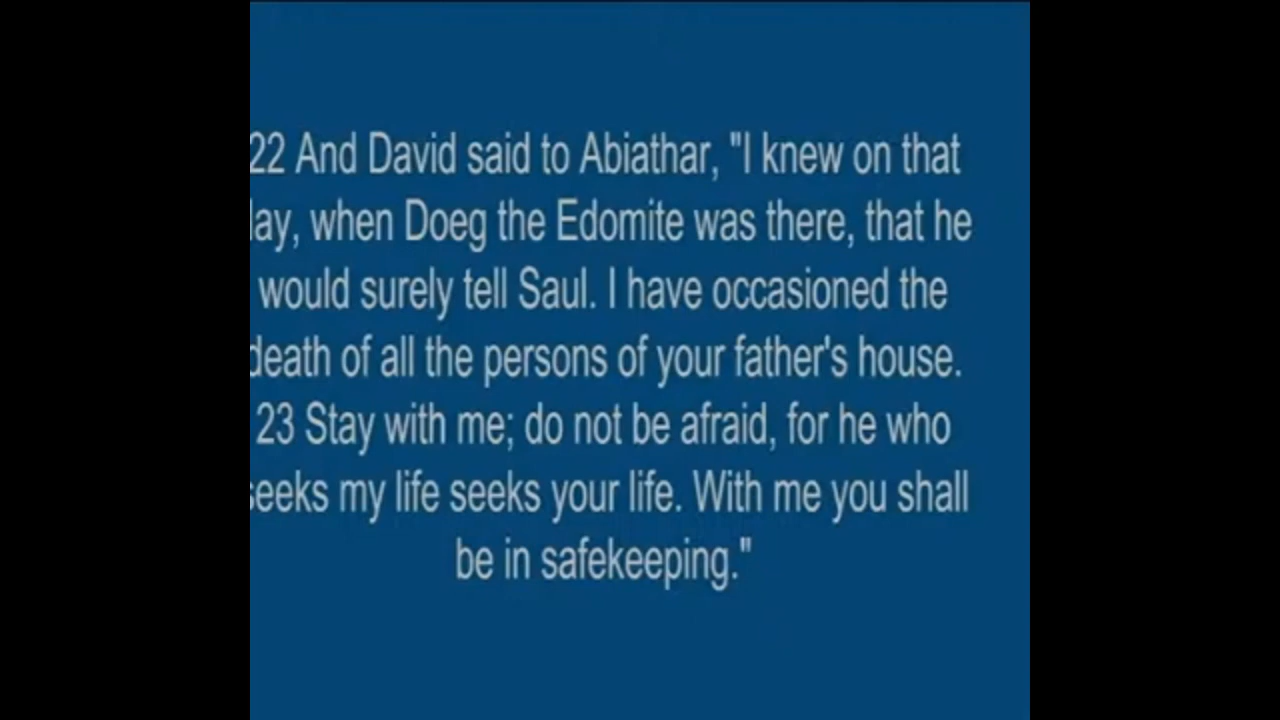 22 And David said to Abiathar, "I knew on that
day, when Doeg the Edomite was there, that he
would surely tell Saul. I have occasioned the
death of all the persons of your father's house.
23 Stay with me; do not be afraid, for he who
seeks my life seeks your life. With me you shall
be in safekeeping."